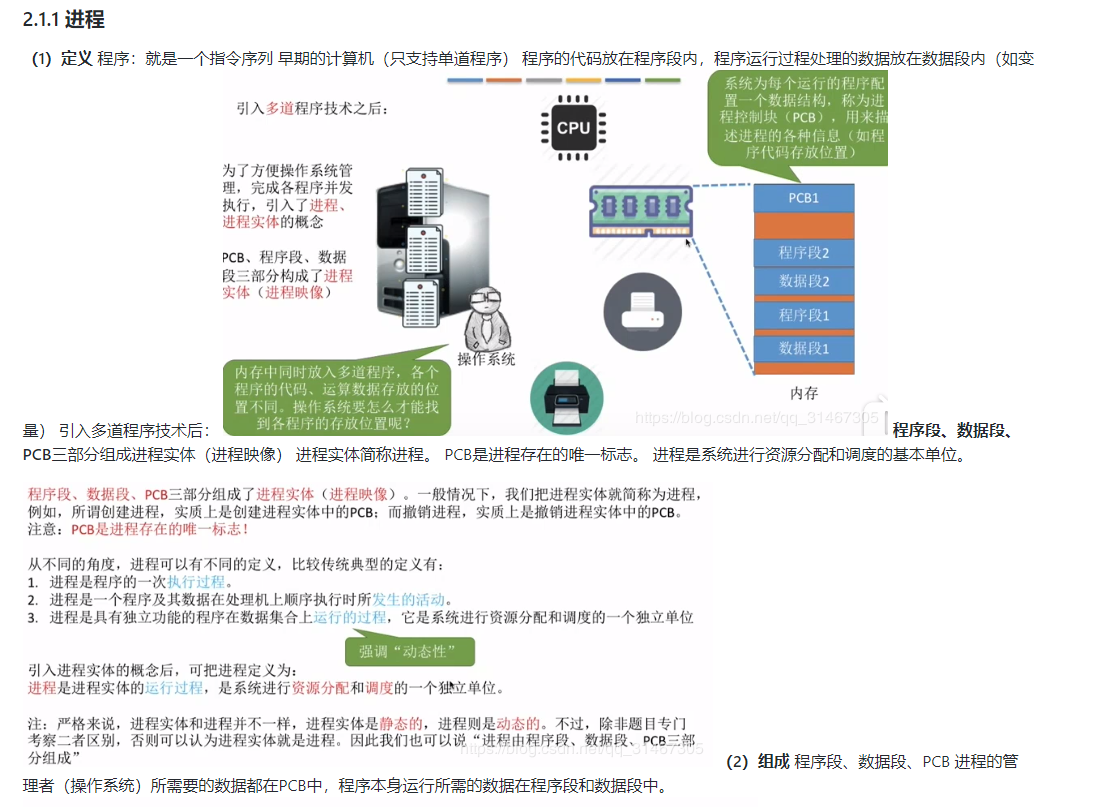 2.1.1 进程
(1) 定义 程序：就是一个指令序列 早期的计算机（只支持单道程序） 程序的代码放在程序段内，程序运行过程处理的数据放在数据段内（如变
引入多道程序技术之后：
CPU
系统为每个运行的程序配
置一个数据结构，称为进
程控制块（PCB），用来描
述进程的各种信息（如程
序代码存放位置）
为了方便操作系统管
理，完成各程序并发
执行，引入了进程、
进程实体的概念
PCB、程序段、数据
段三部分构成了进程
实体（进程映像）
操作系统
PCB1
程序段2
数据段2
程序段1
数据段1
内存
内存中同时放入多道程序，各个
程序的代码、运算数据存放的位
置不同。操作系统要怎么才能找
到各程序的存放位置呢？
https://blog.csdn.net/qq_31467305
量） 引入多道程序技术后： 程序段、数据段、
PCB三部分组成进程实体（进程映像） 进程实体简称进程。 PCB是进程存在的唯一标志。 进程是系统进行资源分配和调度的基本单位。
程序段、数据段、PCB三部分组成了进程实体（进程映像）。一般情况下，我们把进程实体就简称为进程，
例如，所谓创建进程，实质上是创建进程实体中的PCB；而撤销进程，实质上是撤销进程实体中的PCB。
注意：PCB是进程存在的唯一标志！
从不同的角度，进程可以有不同的定义，比较传统典型的定义有：
1. 进程是程序的一次执行过程。
2. 进程是一个程序及其数据在处理机上顺序执行时所发生的活动。
3. 进程是具有独立功能的程序在数据集合上运行的过程，它是系统进行资源分配和调度的一个独立单位
强调“动态性”
引入进程实体的概念后，可把进程定义为：
进程是进程实体的运行过程，是系统进行资源分配和调度的一个独立单位。
注：严格来说，进程实体和进程并不一样，进程实体是静态的，进程则是动态的。不过，除非题目专门
考察二者区别，否则可以认为进程实体就是进程。因此我们也可以说“进程由程序段、数据段、PCB三部
分组成”
(2) 组成 程序段、数据段、PCB 进程的管
理者（操作系统）所需要的数据都在PCB中，程序本身运行所需的数据在程序段和数据段中。